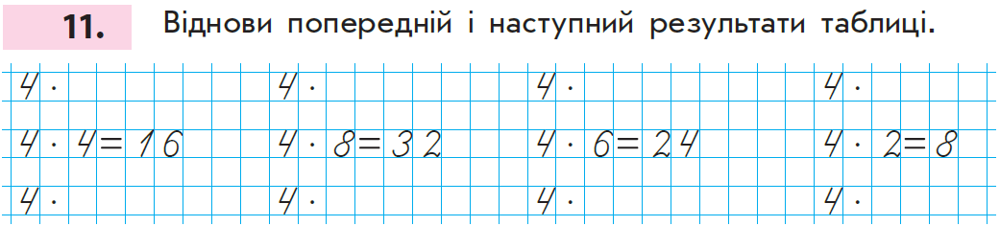 11. Віднови попередній і наступний результати таблиці.
4 · 4 · 4 · 4 ·
4 · 4 = 16 4 · 8 = 32 4 · 6 = 24 4 · 2 = 8
4 · 4 · 4 · 4 ·